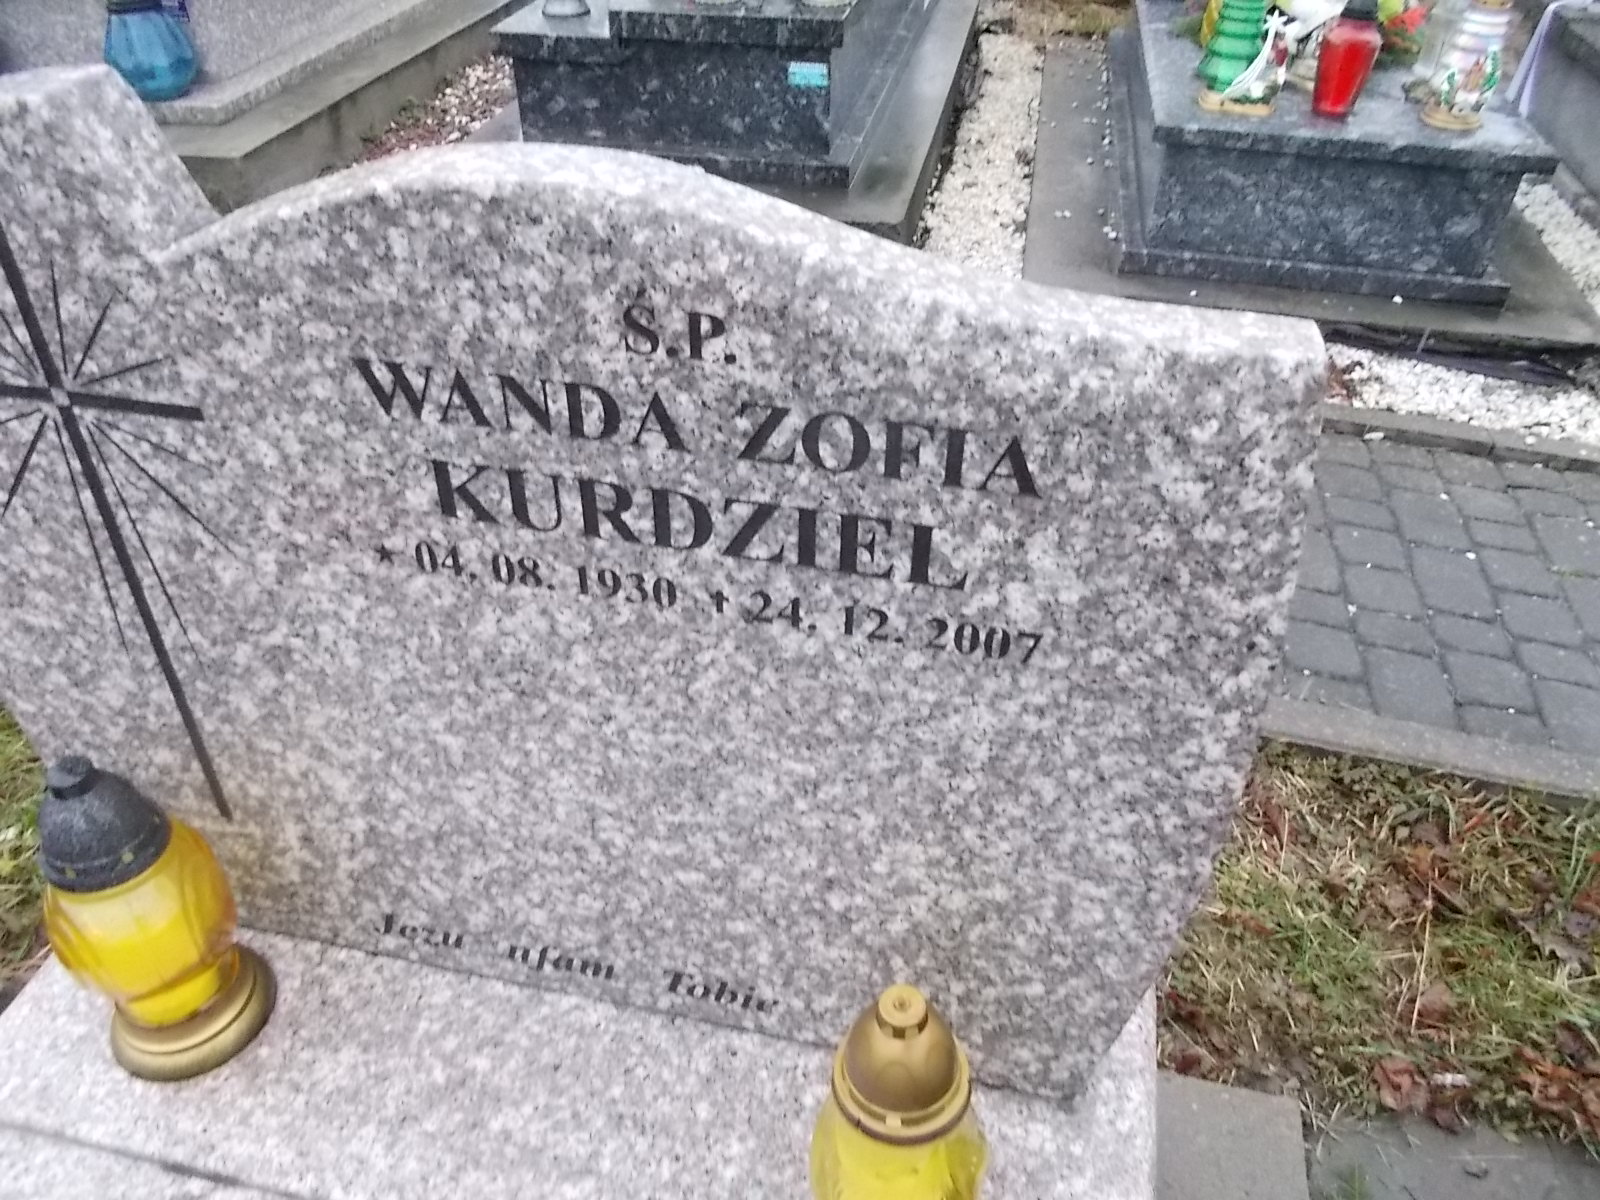 Ś.P.
WANDA ZOFIA
KURDZIEL
★ 04. 08. 1930 ✝ 24. 12. 2007
Jezu ufam Tobie